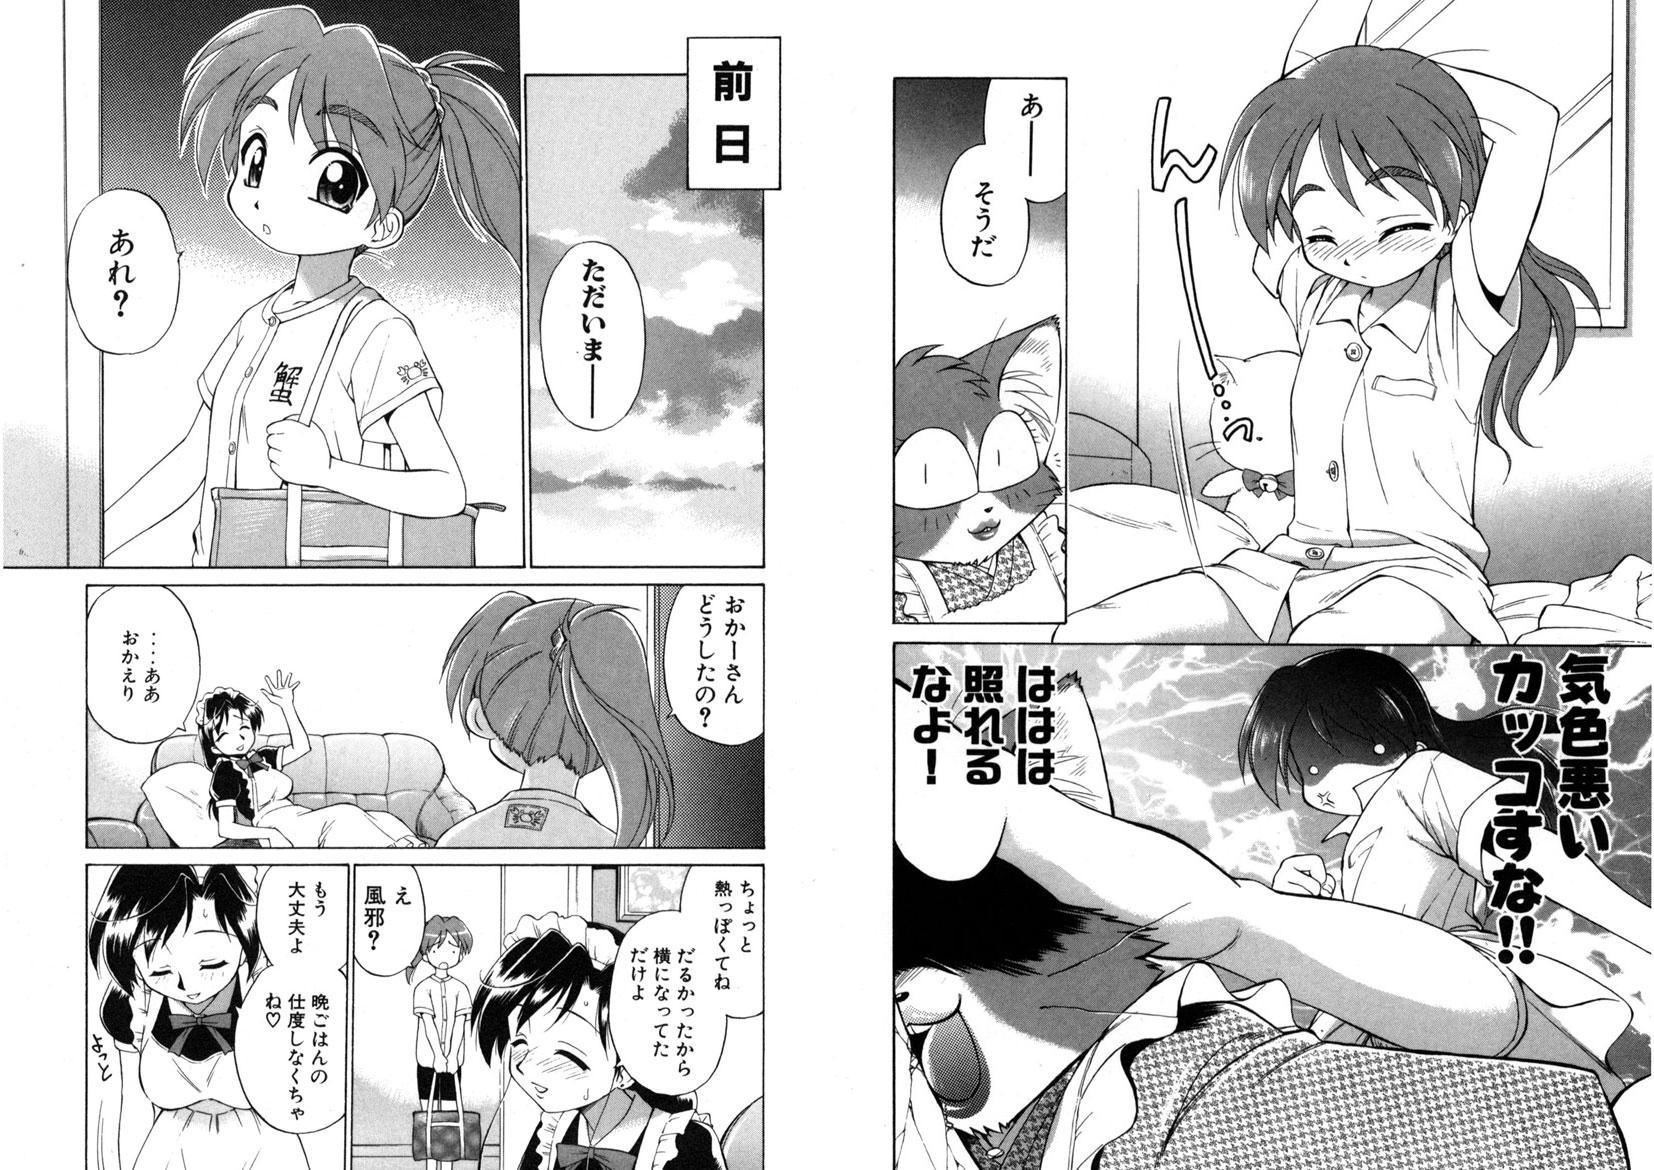 ん
ー…っ
あー
そうだ
気色悪い
カッコすな!!
ははは
照れる
なよ!
前日
ただいまー
あれ?
蟹
おかーさん
どうしたの?
‥‥ああ
おかえり
ちょっと
熱っぽくてね
だるかったから
横になってた
だけよ
え
風邪?
もう
大丈夫よ
晩ごはんの
仕度しなくちゃ
ね♡
よっと